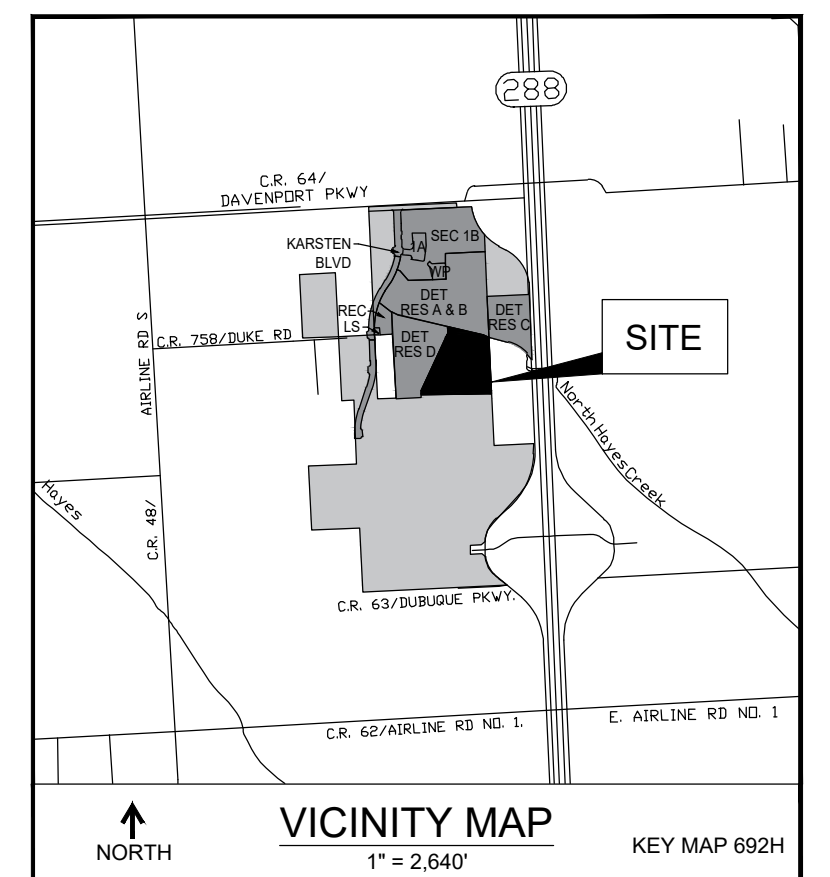 288
C.R. 64/
DAVENPORT PKWY
KARSTEN
BLVD
1A
SEC 1B
WP
DET
RES A & B
DET
RES C
REC
LS
DET
RES D
C.R. 758/DUKE RD
SITE
AIRLINE RD S
C.R. 48/
Hayes
North Hayes Creek
C.R. 63/DUBUQUE PKWY.
C.R. 62/AIRLINE RD NO. 1.
E. AIRLINE RD NO. 1
NORTH
VICINITY MAP
1" = 2,640'
KEY MAP 692H